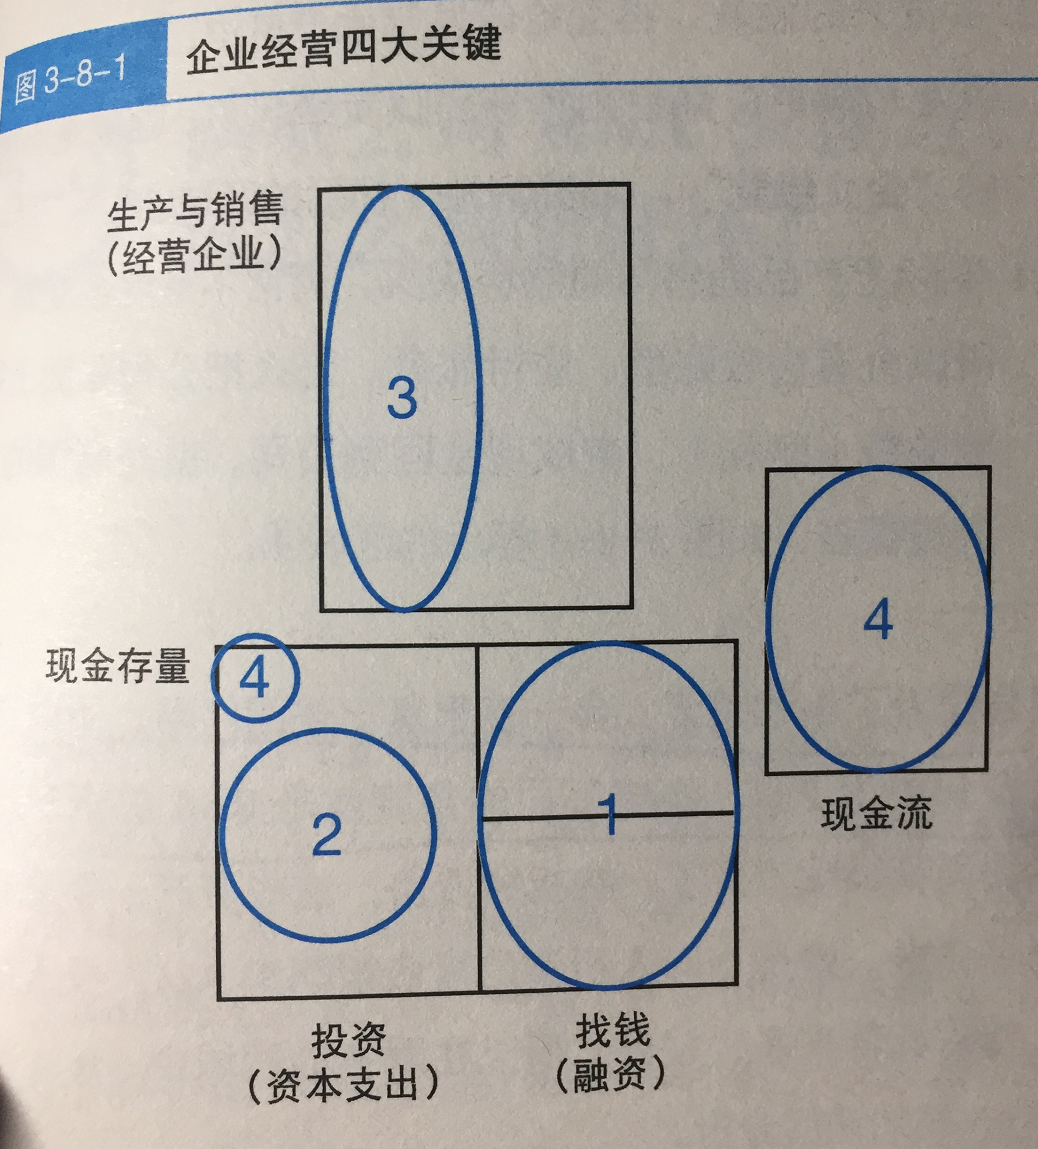 图3-8-1
企业经营四大关键
生产与销售
(经营企业)
3
4
现金存量
4
2
1
现金流
投资
(资本支出)
找钱
(融资)